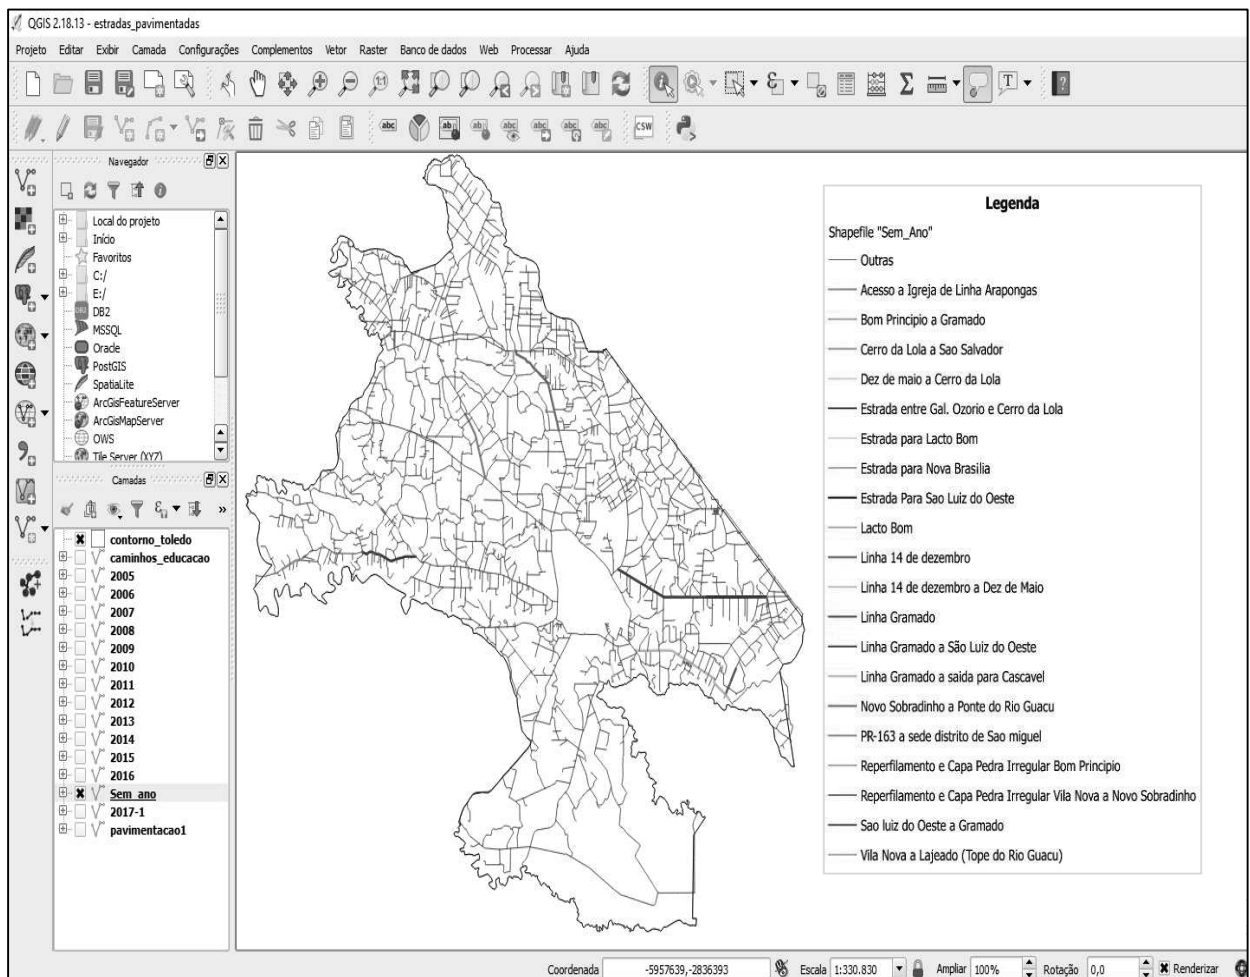 QGIS 2.18.13 - estradas_pavimentadas
Projeto Editar Exibir Camada Configurações Complementos Vetor Raster Banco de dados Web Processar Ajuda
Navegador
Local do projeto
Início
Favoritos
C:/
E:/
DB2
MSSQL
Oracle
PostGIS
SpatiaLite
ArcGisFeatureServer
ArcGisMapServer
OWS
Tile Server (XYZ)
Camadas
contorno_toledo
caminhos_educacao
2005
2006
2007
2008
2009
2010
2011
2012
2013
2014
2015
2016
Sem_ano
2017-1
pavimentacao1
Legenda
Shapefile "Sem_Ano"
Outras
Acesso a Igreja de Linha Arapongas
Bom Principio a Gramado
Cerro da Lola a Sao Salvador
Dez de maio a Cerro da Lola
Estrada entre Gal. Ozorio e Cerro da Lola
Estrada para Lacto Bom
Estrada para Nova Brasilia
Estrada Para Sao Luiz do Oeste
Lacto Bom
Linha 14 de dezembro
Linha 14 de dezembro a Dez de Maio
Linha Gramado
Linha Gramado a São Luiz do Oeste
Linha Gramado a saida para Cascavel
Novo Sobradinho a Ponte do Rio Guacu
PR-163 a sede distrito de Sao miguel
Reperfilamento e Capa Pedra Irregular Bom Principio
Reperfilamento e Capa Pedra Irregular Vila Nova a Novo Sobradinho
Sao luiz do Oeste a Gramado
Vila Nova a Lajeado (Tope do Rio Guacu)
Coordenada -5957639,-2836393 Escala 1:330.830 Ampliar 100% Rotação 0,0 Renderizar